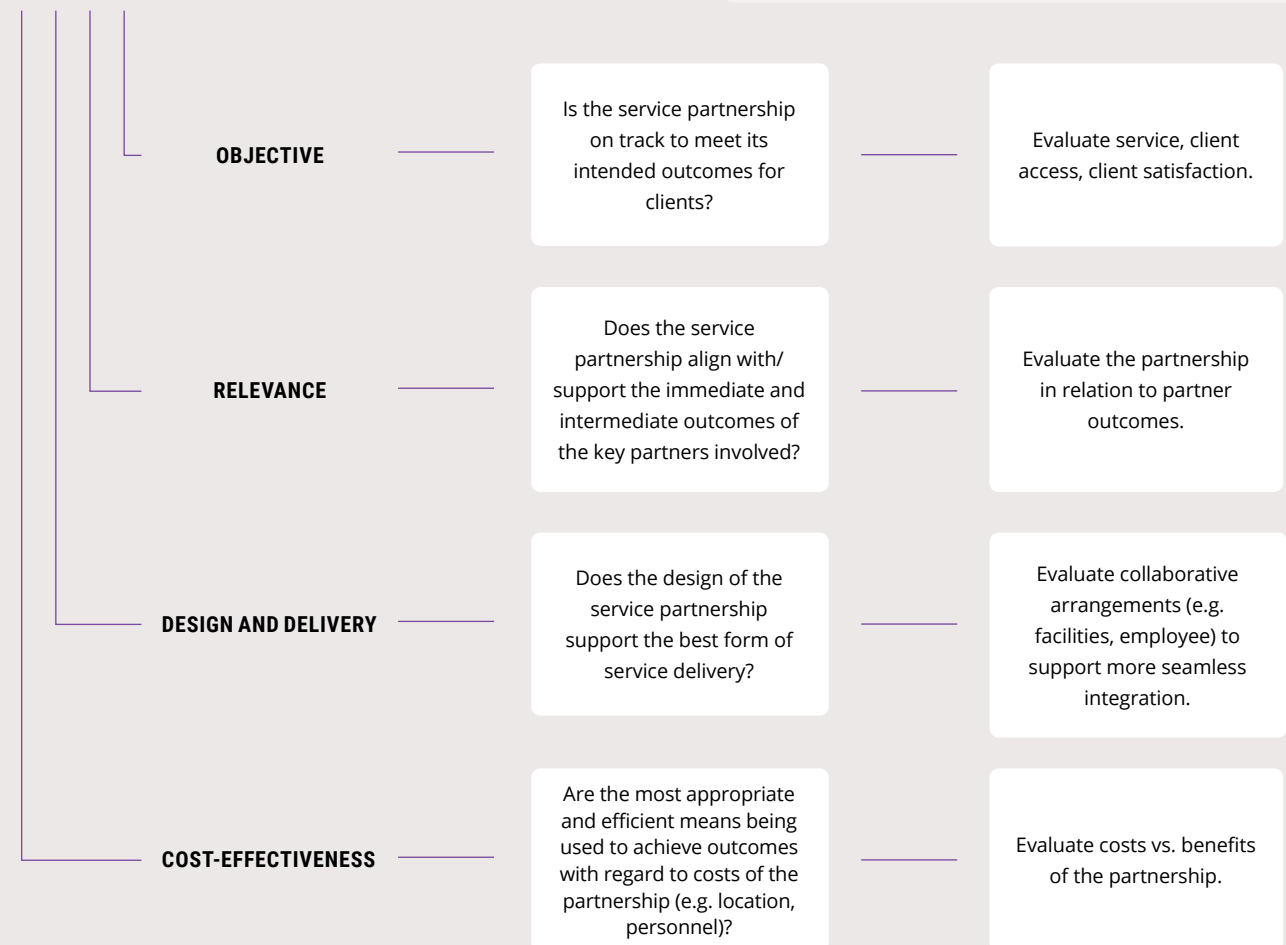 OBJECTIVE
Is the service partnership
on track to meet its
intended outcomes for
clients?
Evaluate service, client
access, client satisfaction.
RELEVANCE
Does the service
partnership align with/
support the immediate and
intermediate outcomes of
the key partners involved?
Evaluate the partnership
in relation to partner
outcomes.
DESIGN AND DELIVERY
Does the design of the
service partnership
support the best form of
service delivery?
Evaluate collaborative
arrangements (e.g.
facilities, employee) to
support more seamless
integration.
COST-EFFECTIVENESS
Are the most appropriate
and efficient means being
used to achieve outcomes
with regard to costs of the
partnership (e.g. location,
personnel)?
Evaluate costs vs. benefits
of the partnership.